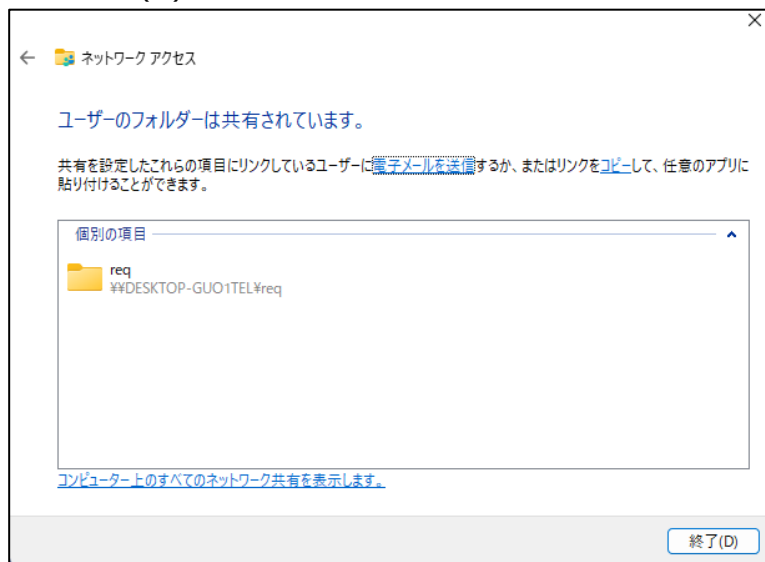 ネットワーク アクセス
ユーザーのフォルダーは共有されています。
共有を設定したこれらの項目にリンクしているユーザーに電子メールを送信するか、またはリンクをコピーして、任意のアプリに
貼り付けることができます。
個別の項目
req
¥¥DESKTOP-GUO1TEL¥req
コンピューター上のすべてのネットワーク共有を表示します。
終了(D)